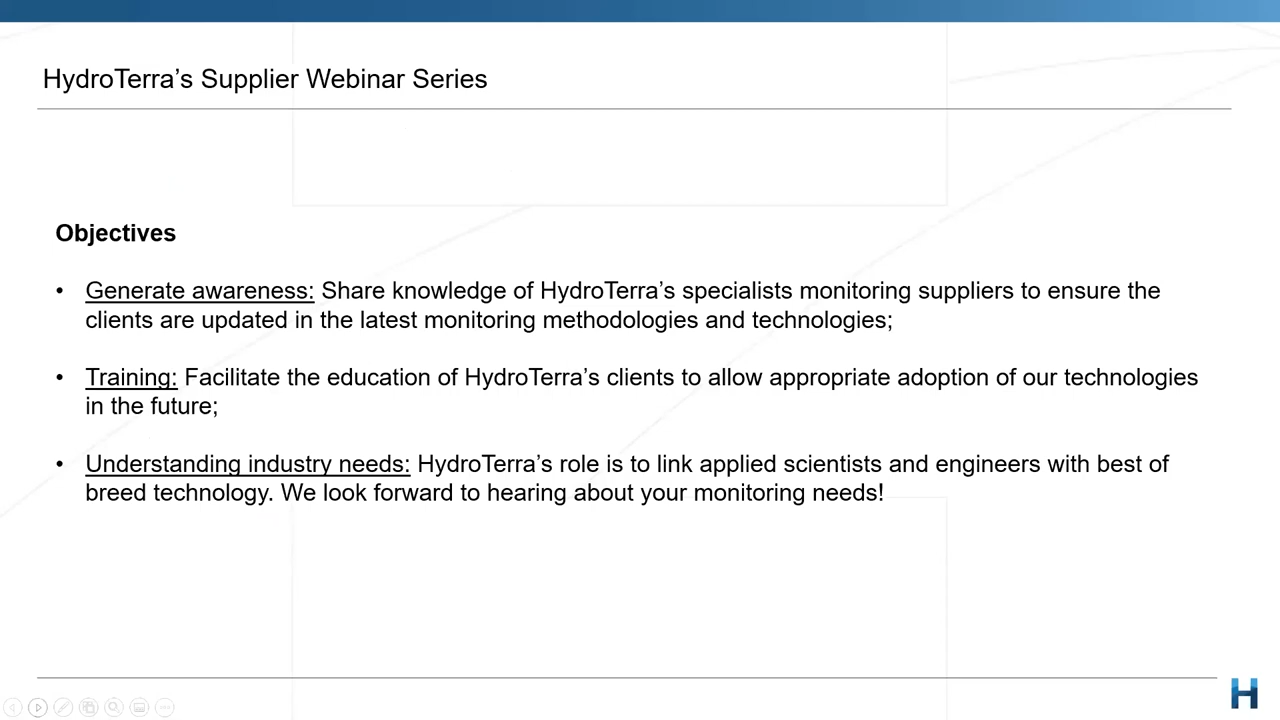 HydroTerra’s Supplier Webinar Series
Objectives
• Generate awareness: Share knowledge of HydroTerra’s specialists monitoring suppliers to ensure the
clients are updated in the latest monitoring methodologies and technologies;
• Training: Facilitate the education of HydroTerra’s clients to allow appropriate adoption of our technologies
in the future;
• Understanding industry needs: HydroTerra’s role is to link applied scientists and engineers with best of
breed technology. We look forward to hearing about your monitoring needs!
H